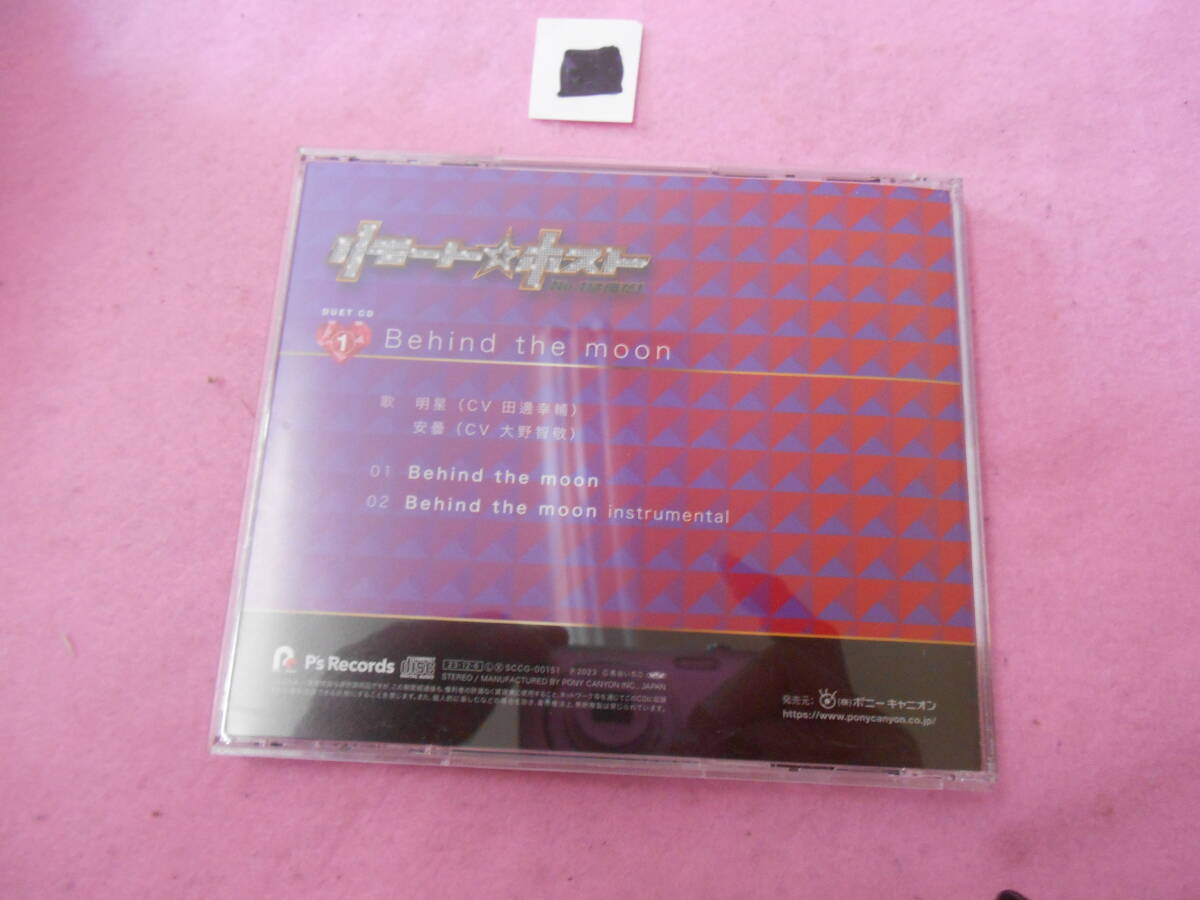 リモート☆ホスト
DUET CD
1 Behind the moon
歌 明星（CV 田邊幸輔）
安曇（CV 大野智敬）
01 Behind the moon
02 Behind the moon instrumental
P's Records
DIGITAL AUDIO
SCCG-00151 ℗2023
STEREO / MANUFACTURED BY PONY CANYON INC., JAPAN
発売元： (株)ポニーキャニオン
https://www.ponycanyon.co.jp/